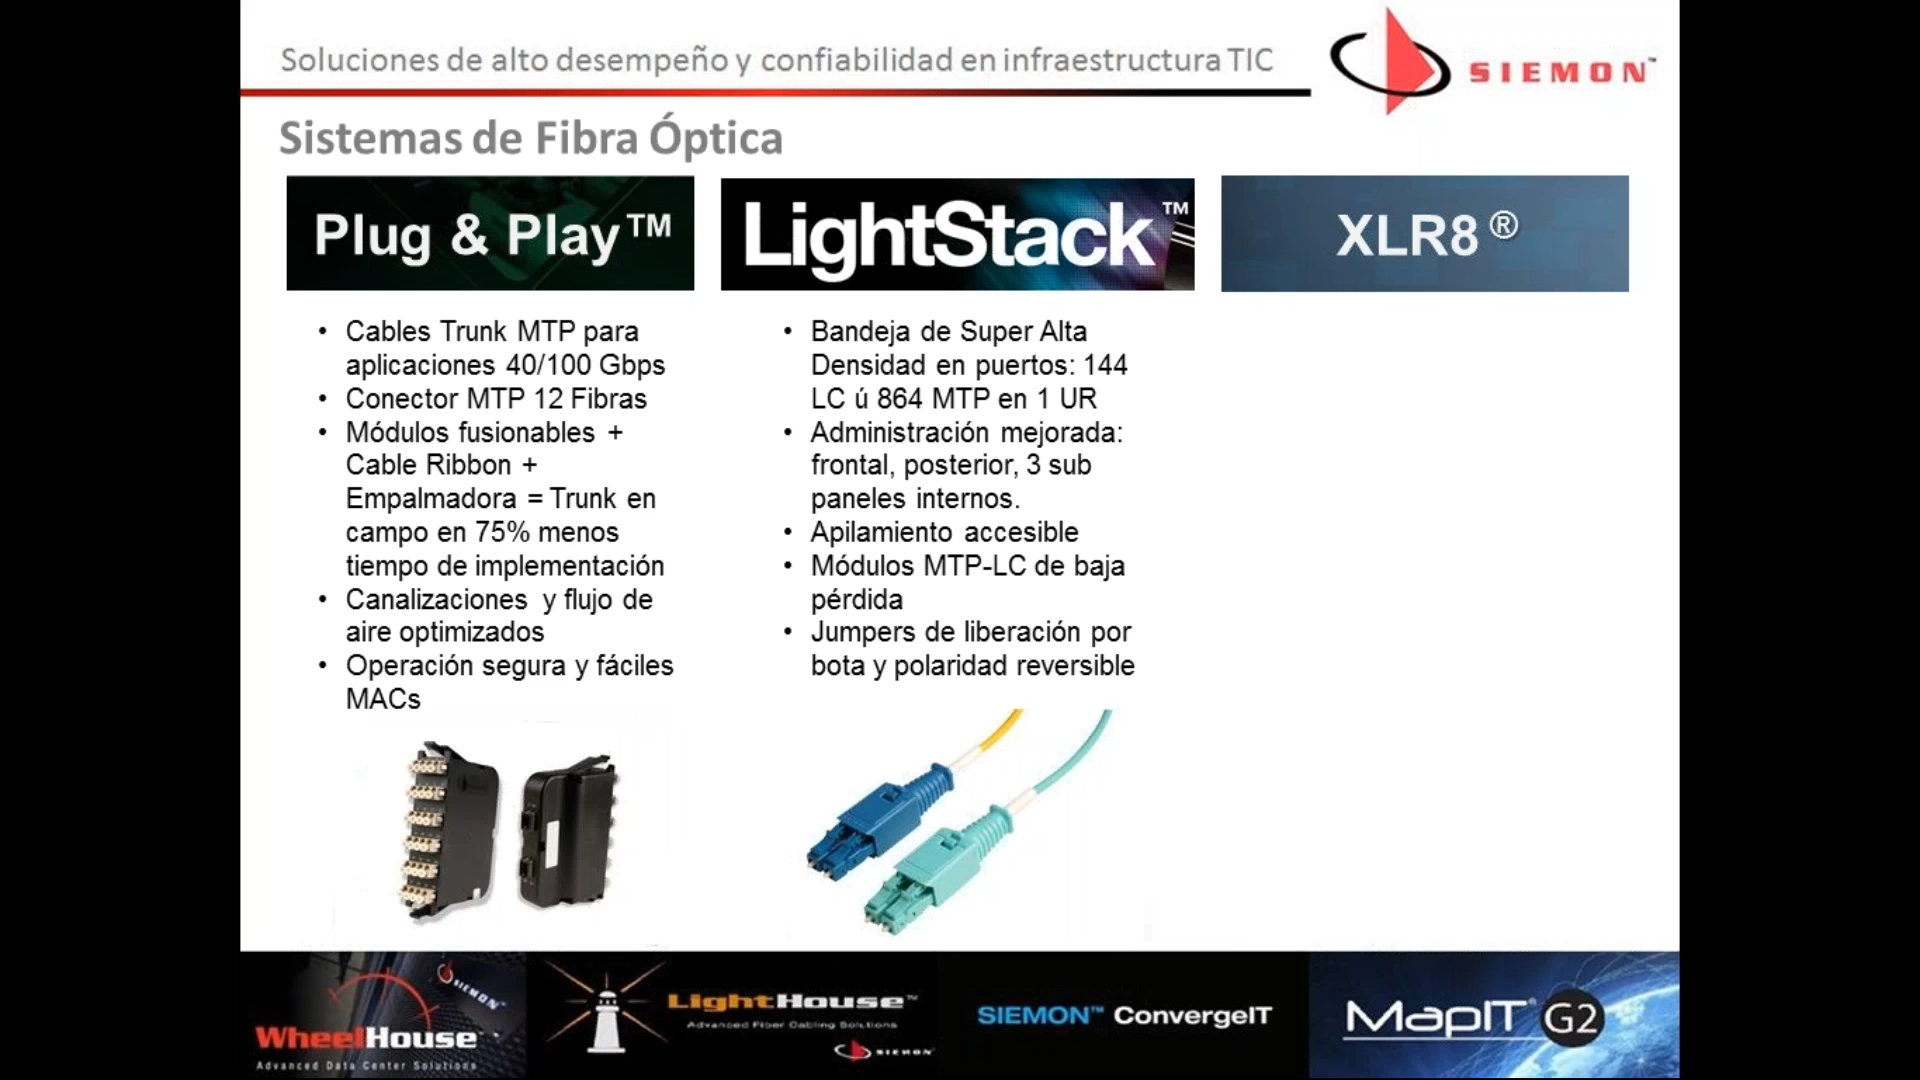 Soluciones de alto desempeño y confiabilidad en infraestructura TIC
SIEMON™
Sistemas de Fibra Óptica
Plug & Play™
LightStack™
XLR8®
• Cables Trunk MTP para
aplicaciones 40/100 Gbps
• Conector MTP 12 Fibras
• Módulos fusionables +
Cable Ribbon +
Empalmadora = Trunk en
campo en 75% menos
tiempo de implementación
• Canalizaciones y flujo de
aire optimizados
• Operación segura y fáciles
MACs
• Bandeja de Super Alta
Densidad en puertos: 144
LC ú 864 MTP en 1 UR
• Administración mejorada:
frontal, posterior, 3 sub
paneles internos.
• Apilamiento accesible
• Módulos MTP-LC de baja
pérdida
• Jumpers de liberación por
bota y polaridad reversible
SIEMON
WheelHouse™
Advanced Data Center Solutions
LightHouse™
Advanced Fiber Cabling Solutions
SIEMON
SIEMON™ ConvergeIT
MapIT® G2